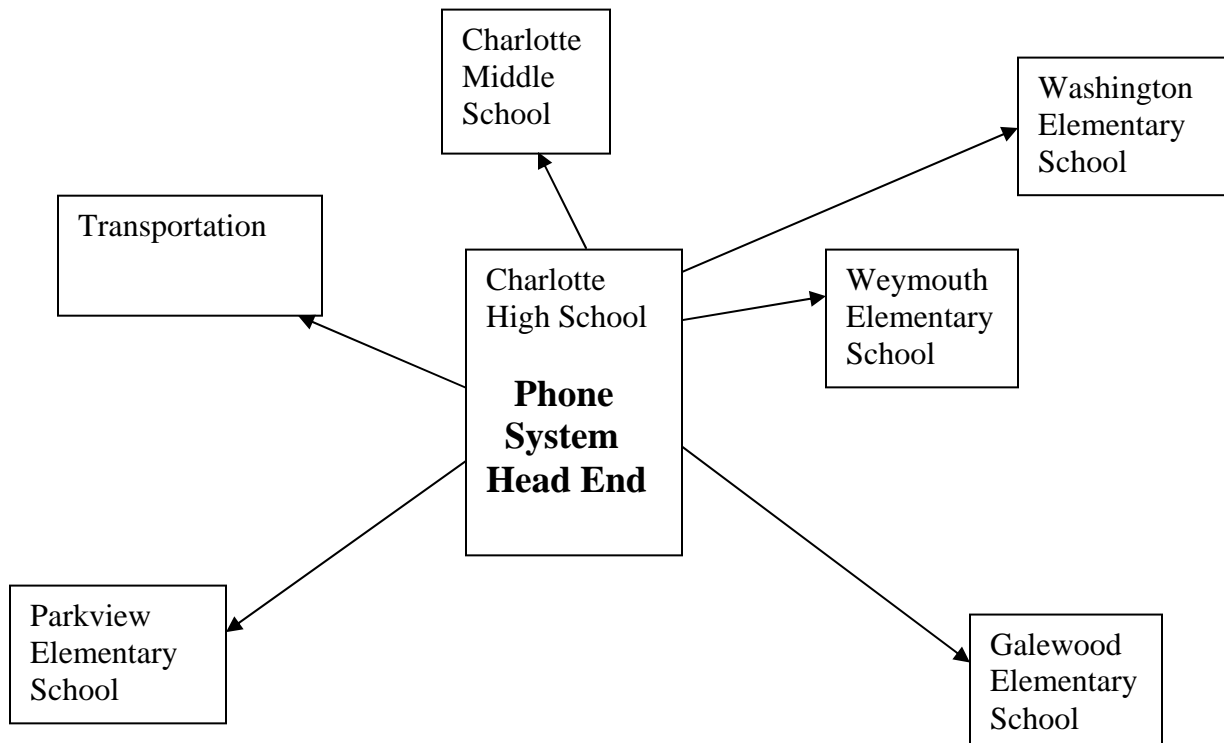 Charlotte
Middle
School
Washington
Elementary
School
Transportation
Charlotte
High School
Phone
System
Head End
Weymouth
Elementary
School
Parkview
Elementary
School
Galewood
Elementary
School